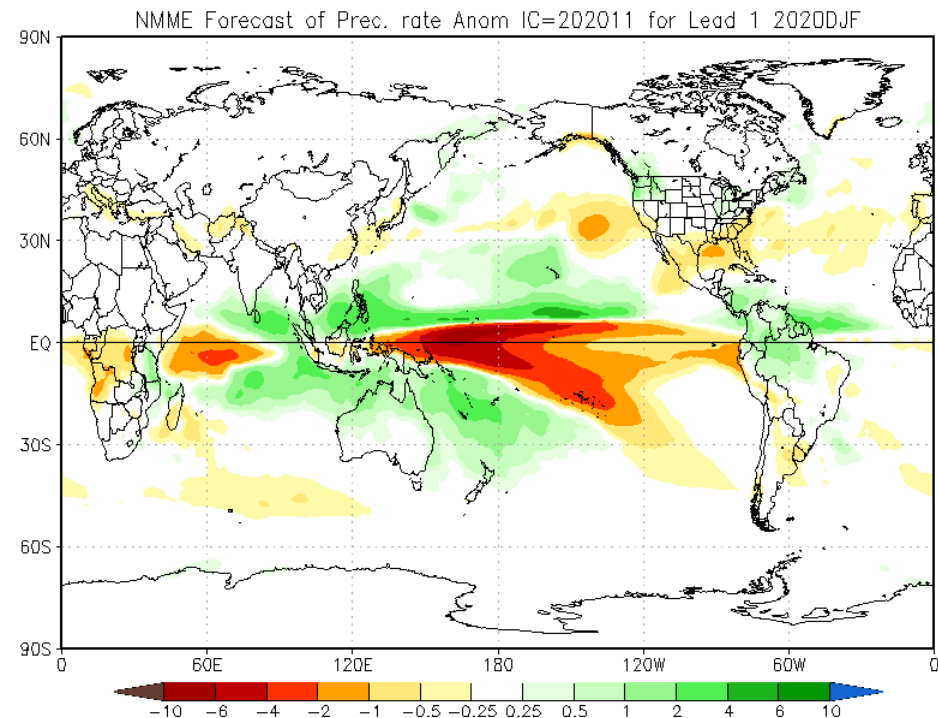 NMME Forecast of Prec. rate Anom IC=202011 for Lead 1 2020DJF
90N
60N
30N
EQ
30S
60S
90S
0 60E 120E 180 120W 60W 0
-10 -6 -4 -2 -1 -0.5 -0.25 0.25 0.5 1 2 4 6 10